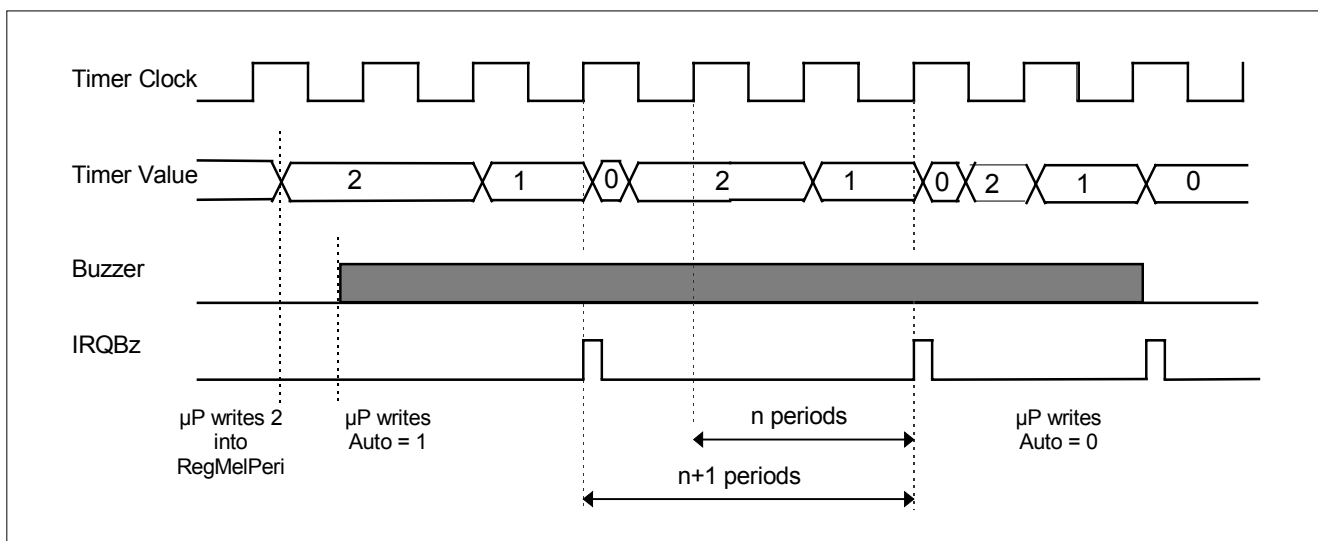 Timer Clock
Timer Value
2 1 0 2 1 0 2 1 0
Buzzer
IRQBz
µP writes 2
into
RegMelPeri
µP writes
Auto = 1
n periods
n+1 periods
µP writes
Auto = 0